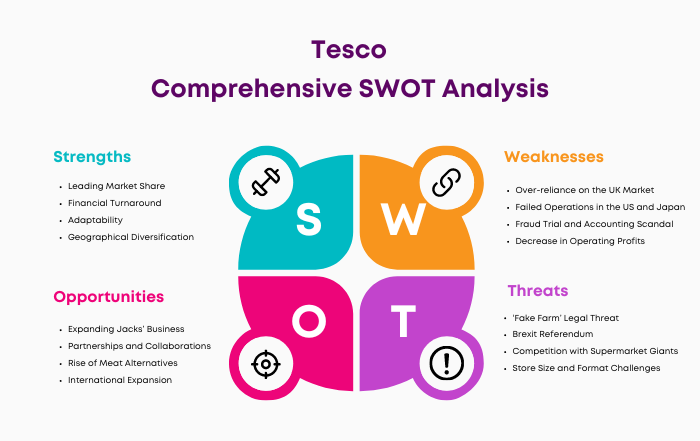 Tesco
Comprehensive SWOT Analysis
Strengths
• Leading Market Share
• Financial Turnaround
• Adaptability
• Geographical Diversification
S
W
Weaknesses
• Over-reliance on the UK Market
• Failed Operations in the US and Japan
• Fraud Trial and Accounting Scandal
• Decrease in Operating Profits
Opportunities
• Expanding Jacks' Business
• Partnerships and Collaborations
• Rise of Meat Alternatives
• International Expansion
O
T
Threats
• 'Fake Farm' Legal Threat
• Brexit Referendum
• Competition with Supermarket Giants
• Store Size and Format Challenges